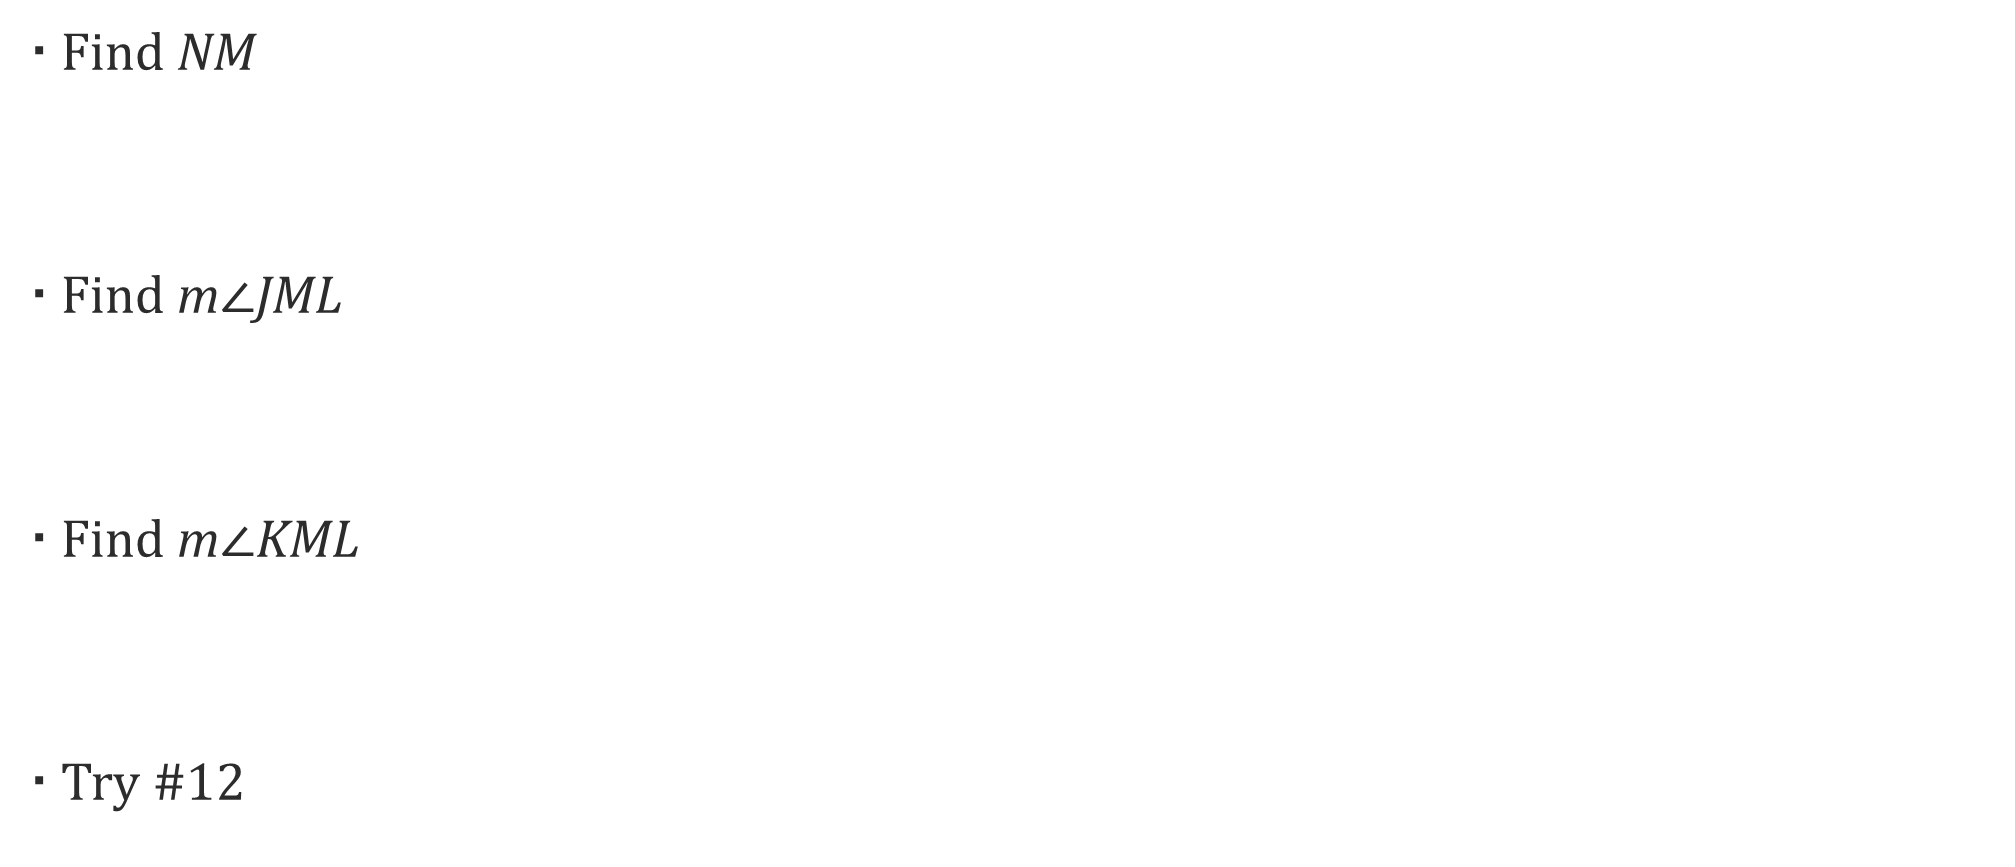 ▪ Find NM
▪ Find m∠JML
▪ Find m∠KML
▪ Try #12